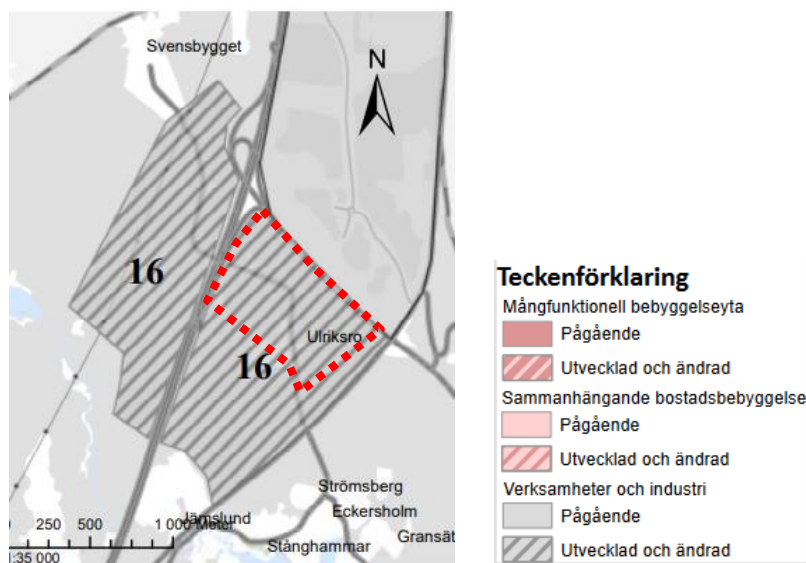 Svensbygget
N
16
Ulriksro
16
Strömsberg
Eckersholm
Jämslund
Gransät
Stånghammar
250 500 1 000 Meter
1:35 000
Teckenförklaring
Mångfunktionell bebyggelseyta
Pågående
Utvecklad och ändrad
Sammanhängande bostadsbebyggelse
Pågående
Utvecklad och ändrad
Verksamheter och industri
Pågående
Utvecklad och ändrad